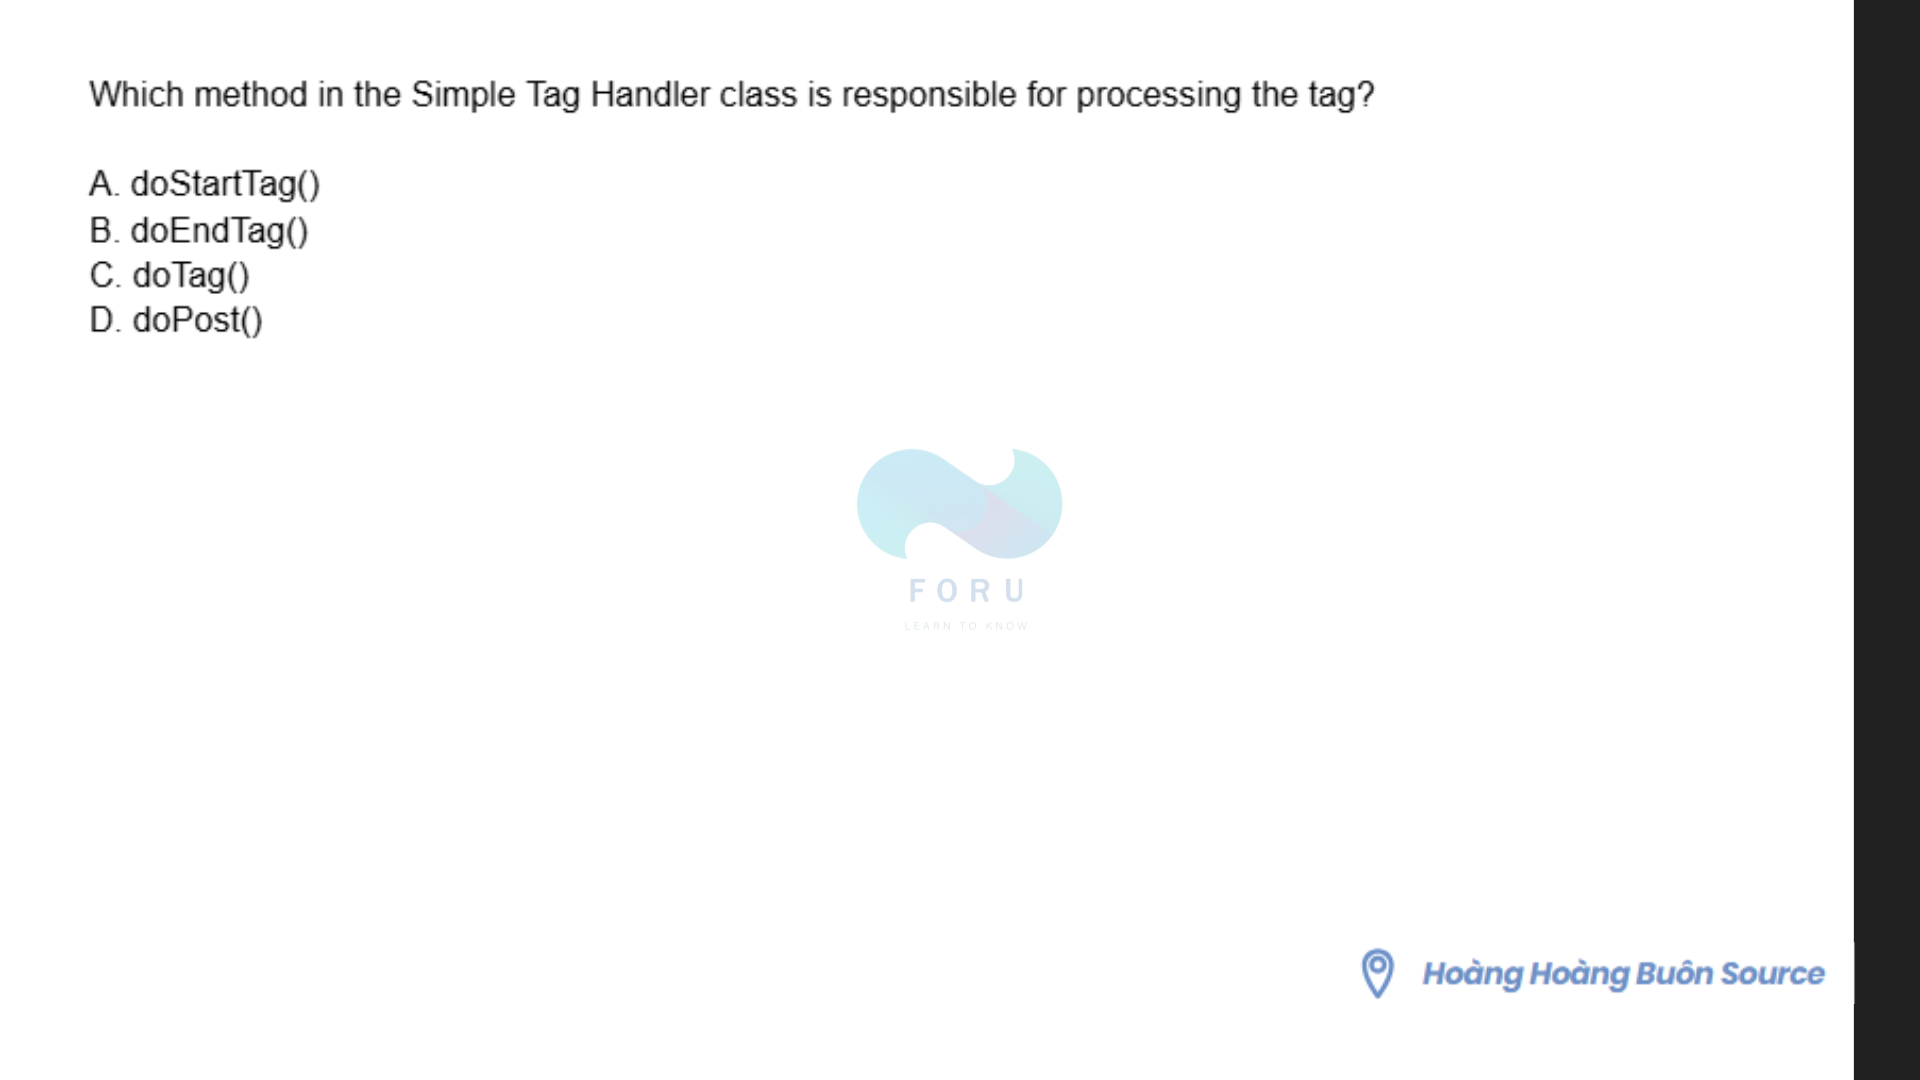 Which method in the Simple Tag Handler class is responsible for processing the tag?
A. doStartTag()
B. doEndTag()
C. doTag()
D. doPost()
FORU
LEARN TO KNOW
Hoàng Hoàng Buôn Source